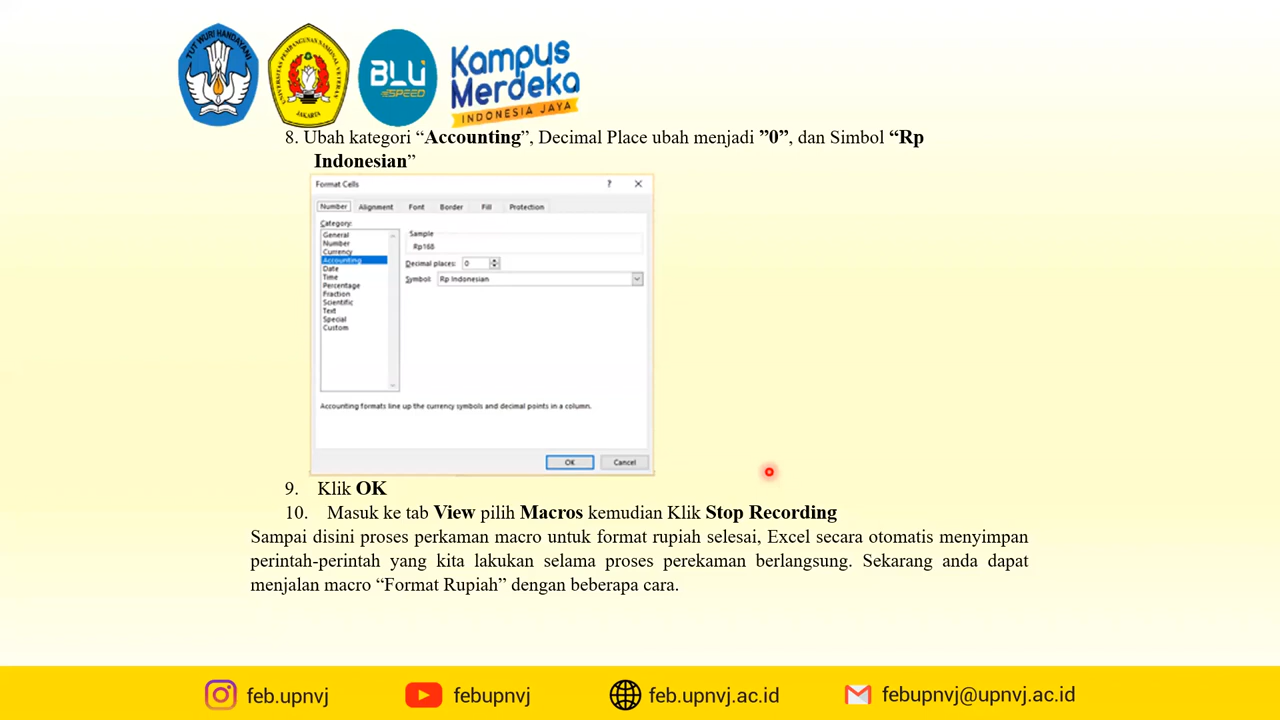 TUT WURI HANDAYANI
UNIVERSITAS PEMBANGUNAN NASIONAL VETERAN
JAKARTA
BLU
SPEED
Kampus
Merdeka
INDONESIA JAYA
8. Ubah kategori “Accounting”, Decimal Place ubah menjadi ”0”, dan Simbol “Rp
Indonesian”
Format Cells ?
Number Alignment Font Border Fill Protection
Category:
General
Number
Currency
Accounting
Date
Time
Percentage
Fraction
Scientific
Text
Special
Custom
Sample
Rp168
Decimal places: 0
Symbol: Rp Indonesian
Accounting formats line up the currency symbols and decimal points in a column.
OK Cancel
9. Klik OK
10. Masuk ke tab View pilih Macros kemudian Klik Stop Recording
Sampai disini proses perkaman macro untuk format rupiah selesai, Excel secara otomatis menyimpan
perintah-perintah yang kita lakukan selama proses perekaman berlangsung. Sekarang anda dapat
menjalan macro “Format Rupiah” dengan beberapa cara.
feb.upnvj febupnvj feb.upnvj.ac.id febupnvj@upnvj.ac.id